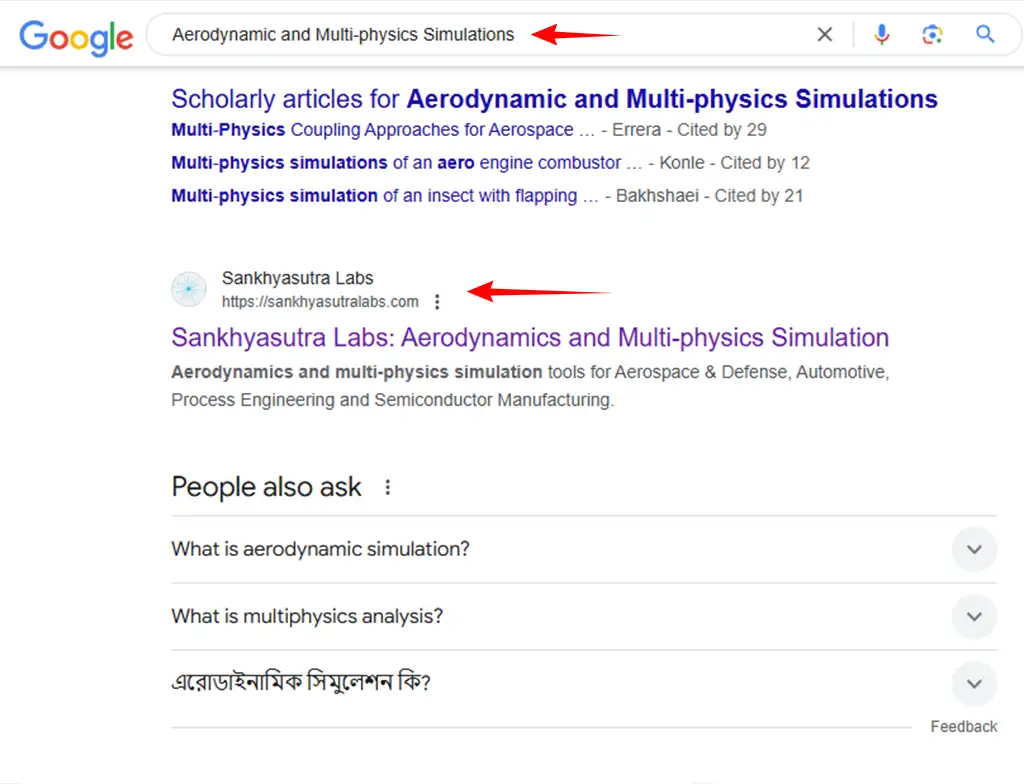 Google
Aerodynamic and Multi-physics Simulations
Scholarly articles for Aerodynamic and Multi-physics Simulations
Multi-Physics Coupling Approaches for Aerospace … - Errera - Cited by 29
Multi-physics simulations of an aero engine combustor … - Konle - Cited by 12
Multi-physics simulation of an insect with flapping … - Bakhshaei - Cited by 21
Sankhyasutra Labs
https://sankhyasutralabs.com
Sankhyasutra Labs: Aerodynamics and Multi-physics Simulation
Aerodynamics and multi-physics simulation tools for Aerospace & Defense, Automotive,
Process Engineering and Semiconductor Manufacturing.
People also ask
What is aerodynamic simulation?
What is multiphysics analysis?
এরোডাইনামিক সিমুলেশন কি?
Feedback